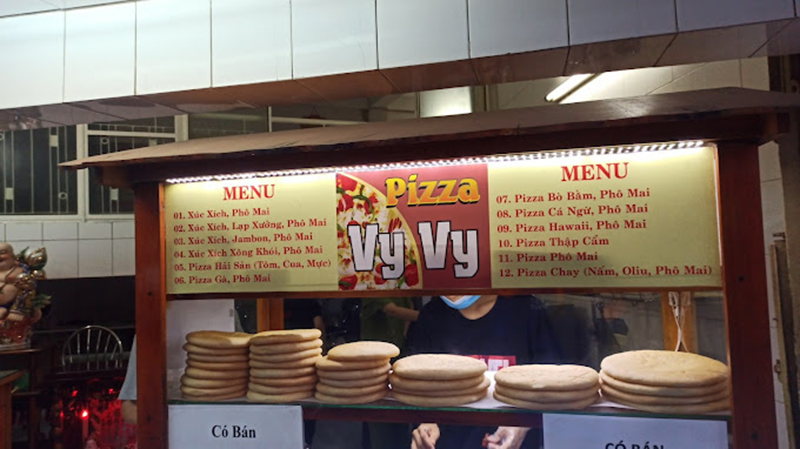 MENU
01. Xúc Xích, Phô Mai
02. Xúc Xích, Lạp Xưởng, Phô Mai
03. Xúc Xích, Jambon, Phô Mai
04. Xúc Xích Xông Khói, Phô Mai
05. Pizza Hải Sản (Tôm, Cua, Mực)
06. Pizza Gà, Phô Mai
Pizza
Vy Vy
MENU
07. Pizza Bò Bằm, Phô Mai
08. Pizza Cá Ngừ, Phô Mai
09. Pizza Hawaii, Phô Mai
10. Pizza Thập Cẩm
11. Pizza Phô Mai
12. Pizza Chay (Nấm, Oliu, Phô Mai)
Có Bán
CÓ BÁN